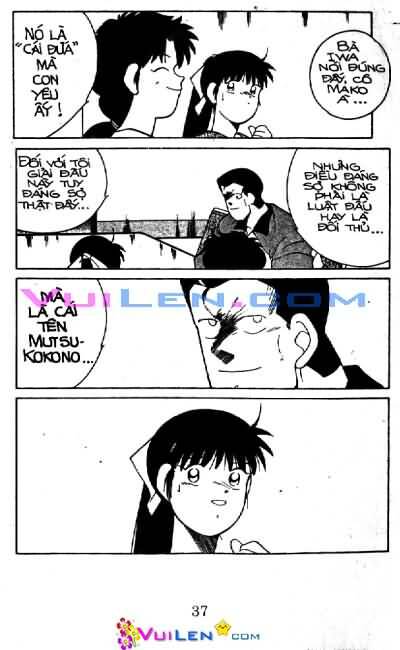 NÓ LÀ
"CÁI ĐỨA"
MÀ
CON
YÊU
ẤY!
BÀ
IWA
NÓI ĐÚNG
ĐẤY, CÔ
MAKO
Ạ...
ĐỐI VỚI TÔI
GIẢI ĐẤU
NÀY TUY
ĐÁNG SỢ
THẬT ĐẤY...
NHƯNG
ĐIỀU ĐÁNG
SỢ KHÔNG
PHẢI LÀ
LUẬT ĐẤU
HAY LÀ
ĐỐI THỦ...
MÀ
LÀ CÁI
TÊN
MUTSU-
KOKONO...
VUILEN.COM
37
VUILEN.COM